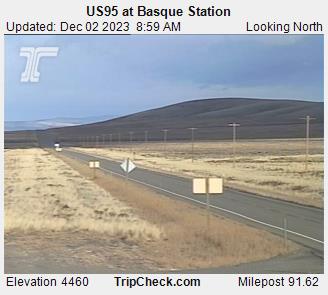 US95 at Basque Station
Updated: Dec 02 2023 8:59 AM Looking North
Elevation 4460 TripCheck.com Milepost 91.62